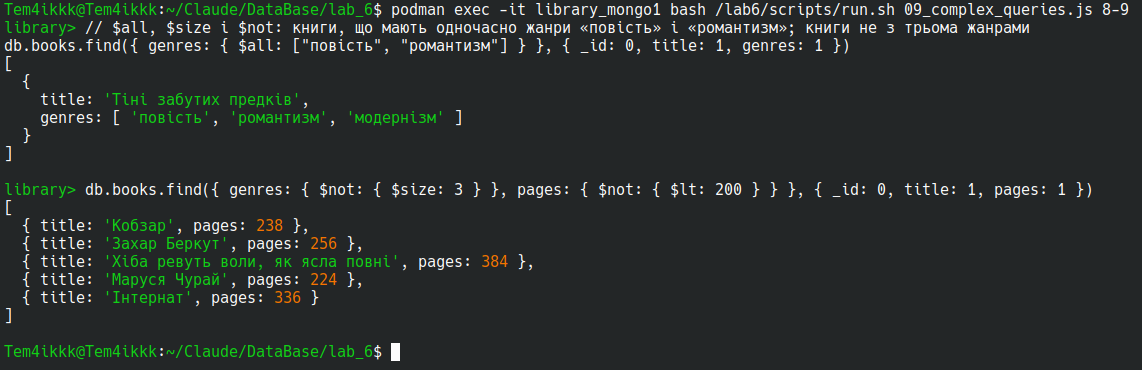 Tem4ikkk@Tem4ikkk:~/Claude/DataBase/lab_6$ podman exec -it library_mongo1 bash /lab6/scripts/run.sh 09_complex_queries.js 8-9
library> // $all, $size і $not: книги, що мають одночасно жанри «повість» і «романтизм»; книги не з трьома жанрами
db.books.find({ genres: { $all: ["повість", "романтизм"] } }, { _id: 0, title: 1, genres: 1 })
[
  {
    title: 'Тіні забутих предків',
    genres: [ 'повість', 'романтизм', 'модернізм' ]
  }
]
library> db.books.find({ genres: { $not: { $size: 3 } }, pages: { $not: { $lt: 200 } } }, { _id: 0, title: 1, pages: 1 })
[
  { title: 'Кобзар', pages: 238 },
  { title: 'Захар Беркут', pages: 256 },
  { title: 'Хіба ревуть воли, як ясла повні', pages: 384 },
  { title: 'Маруся Чурай', pages: 224 },
  { title: 'Інтернат', pages: 336 }
]
Tem4ikkk@Tem4ikkk:~/Claude/DataBase/lab_6$